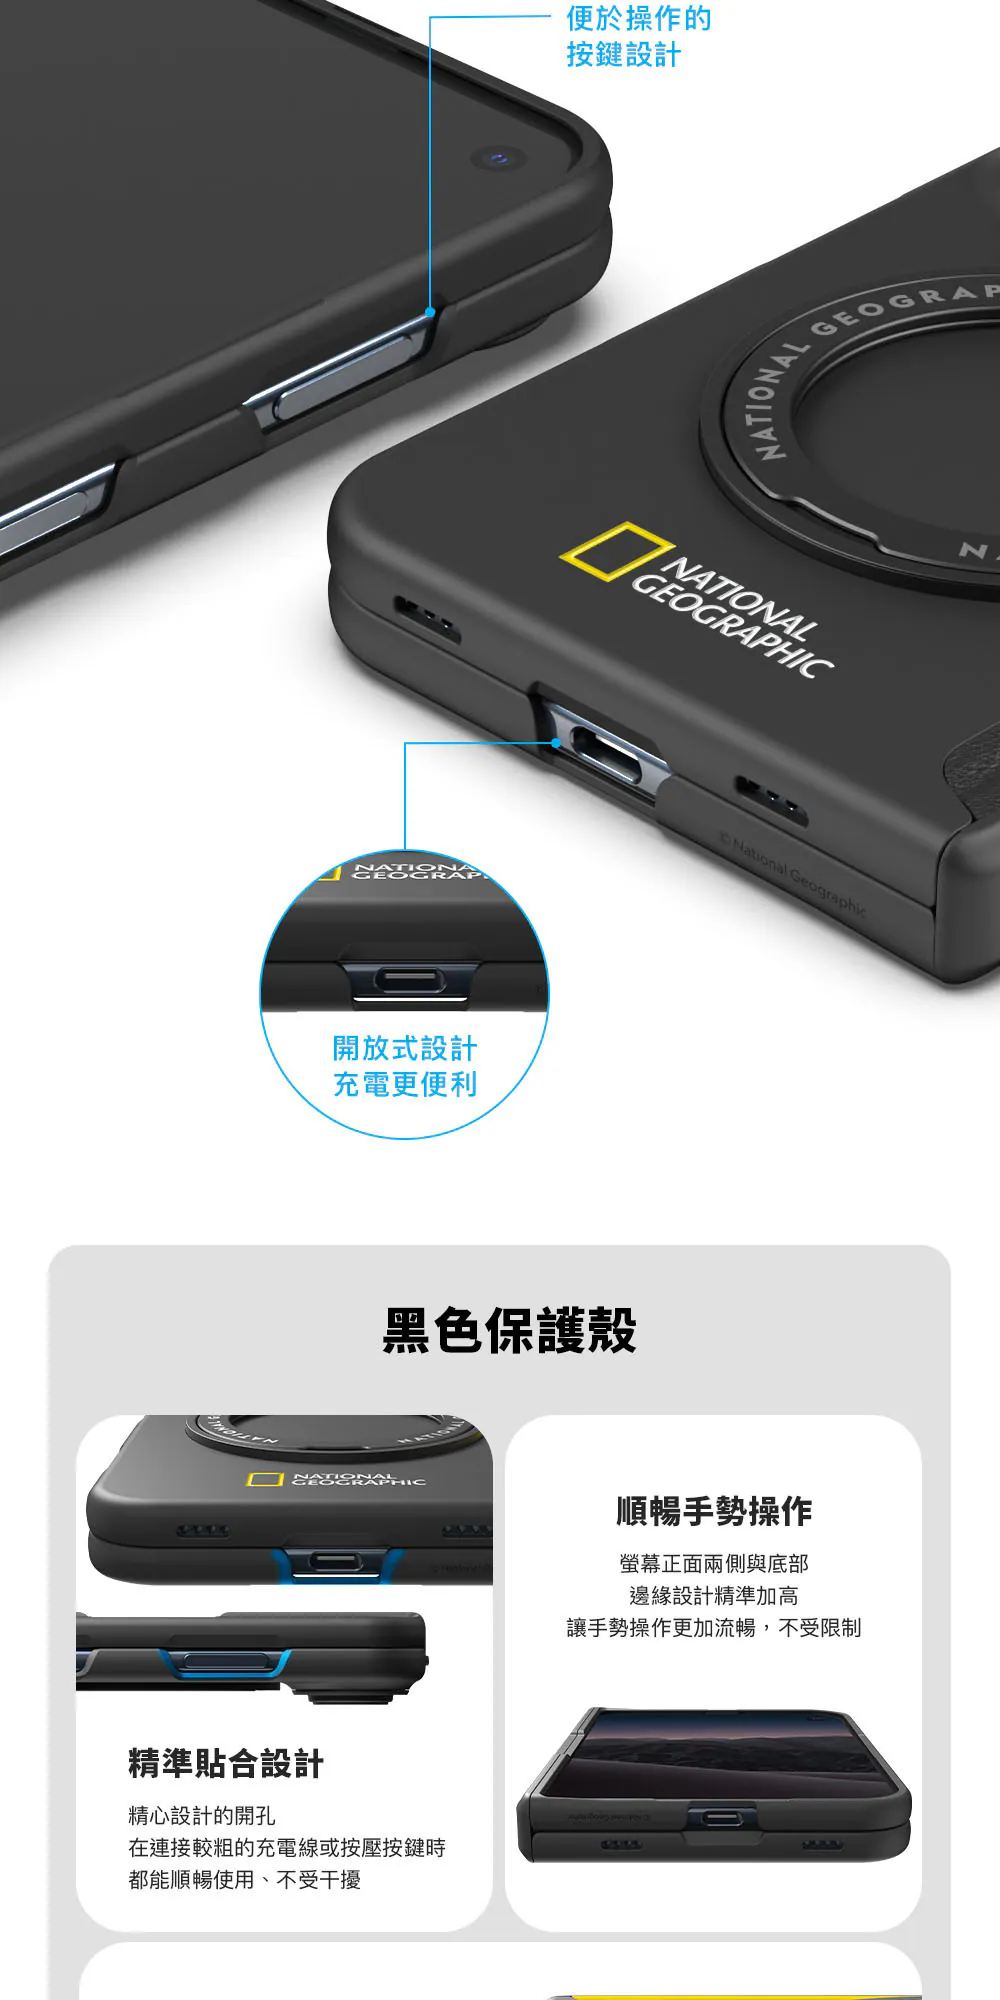 便於操作的
按鍵設計
NATIONAL GEOGRAP
NATIONAL
GEOGRAPHIC
© National Geographic
NATIONA
GEOGRAP
開放式設計
充電更便利
黑色保護殼
NATIONAL
GEOGRAPHIC
順暢手勢操作
螢幕正面兩側與底部
邊緣設計精準加高
讓手勢操作更加流暢，不受限制
精準貼合設計
精心設計的開孔
在連接較粗的充電線或按壓按鍵時
都能順暢使用、不受干擾